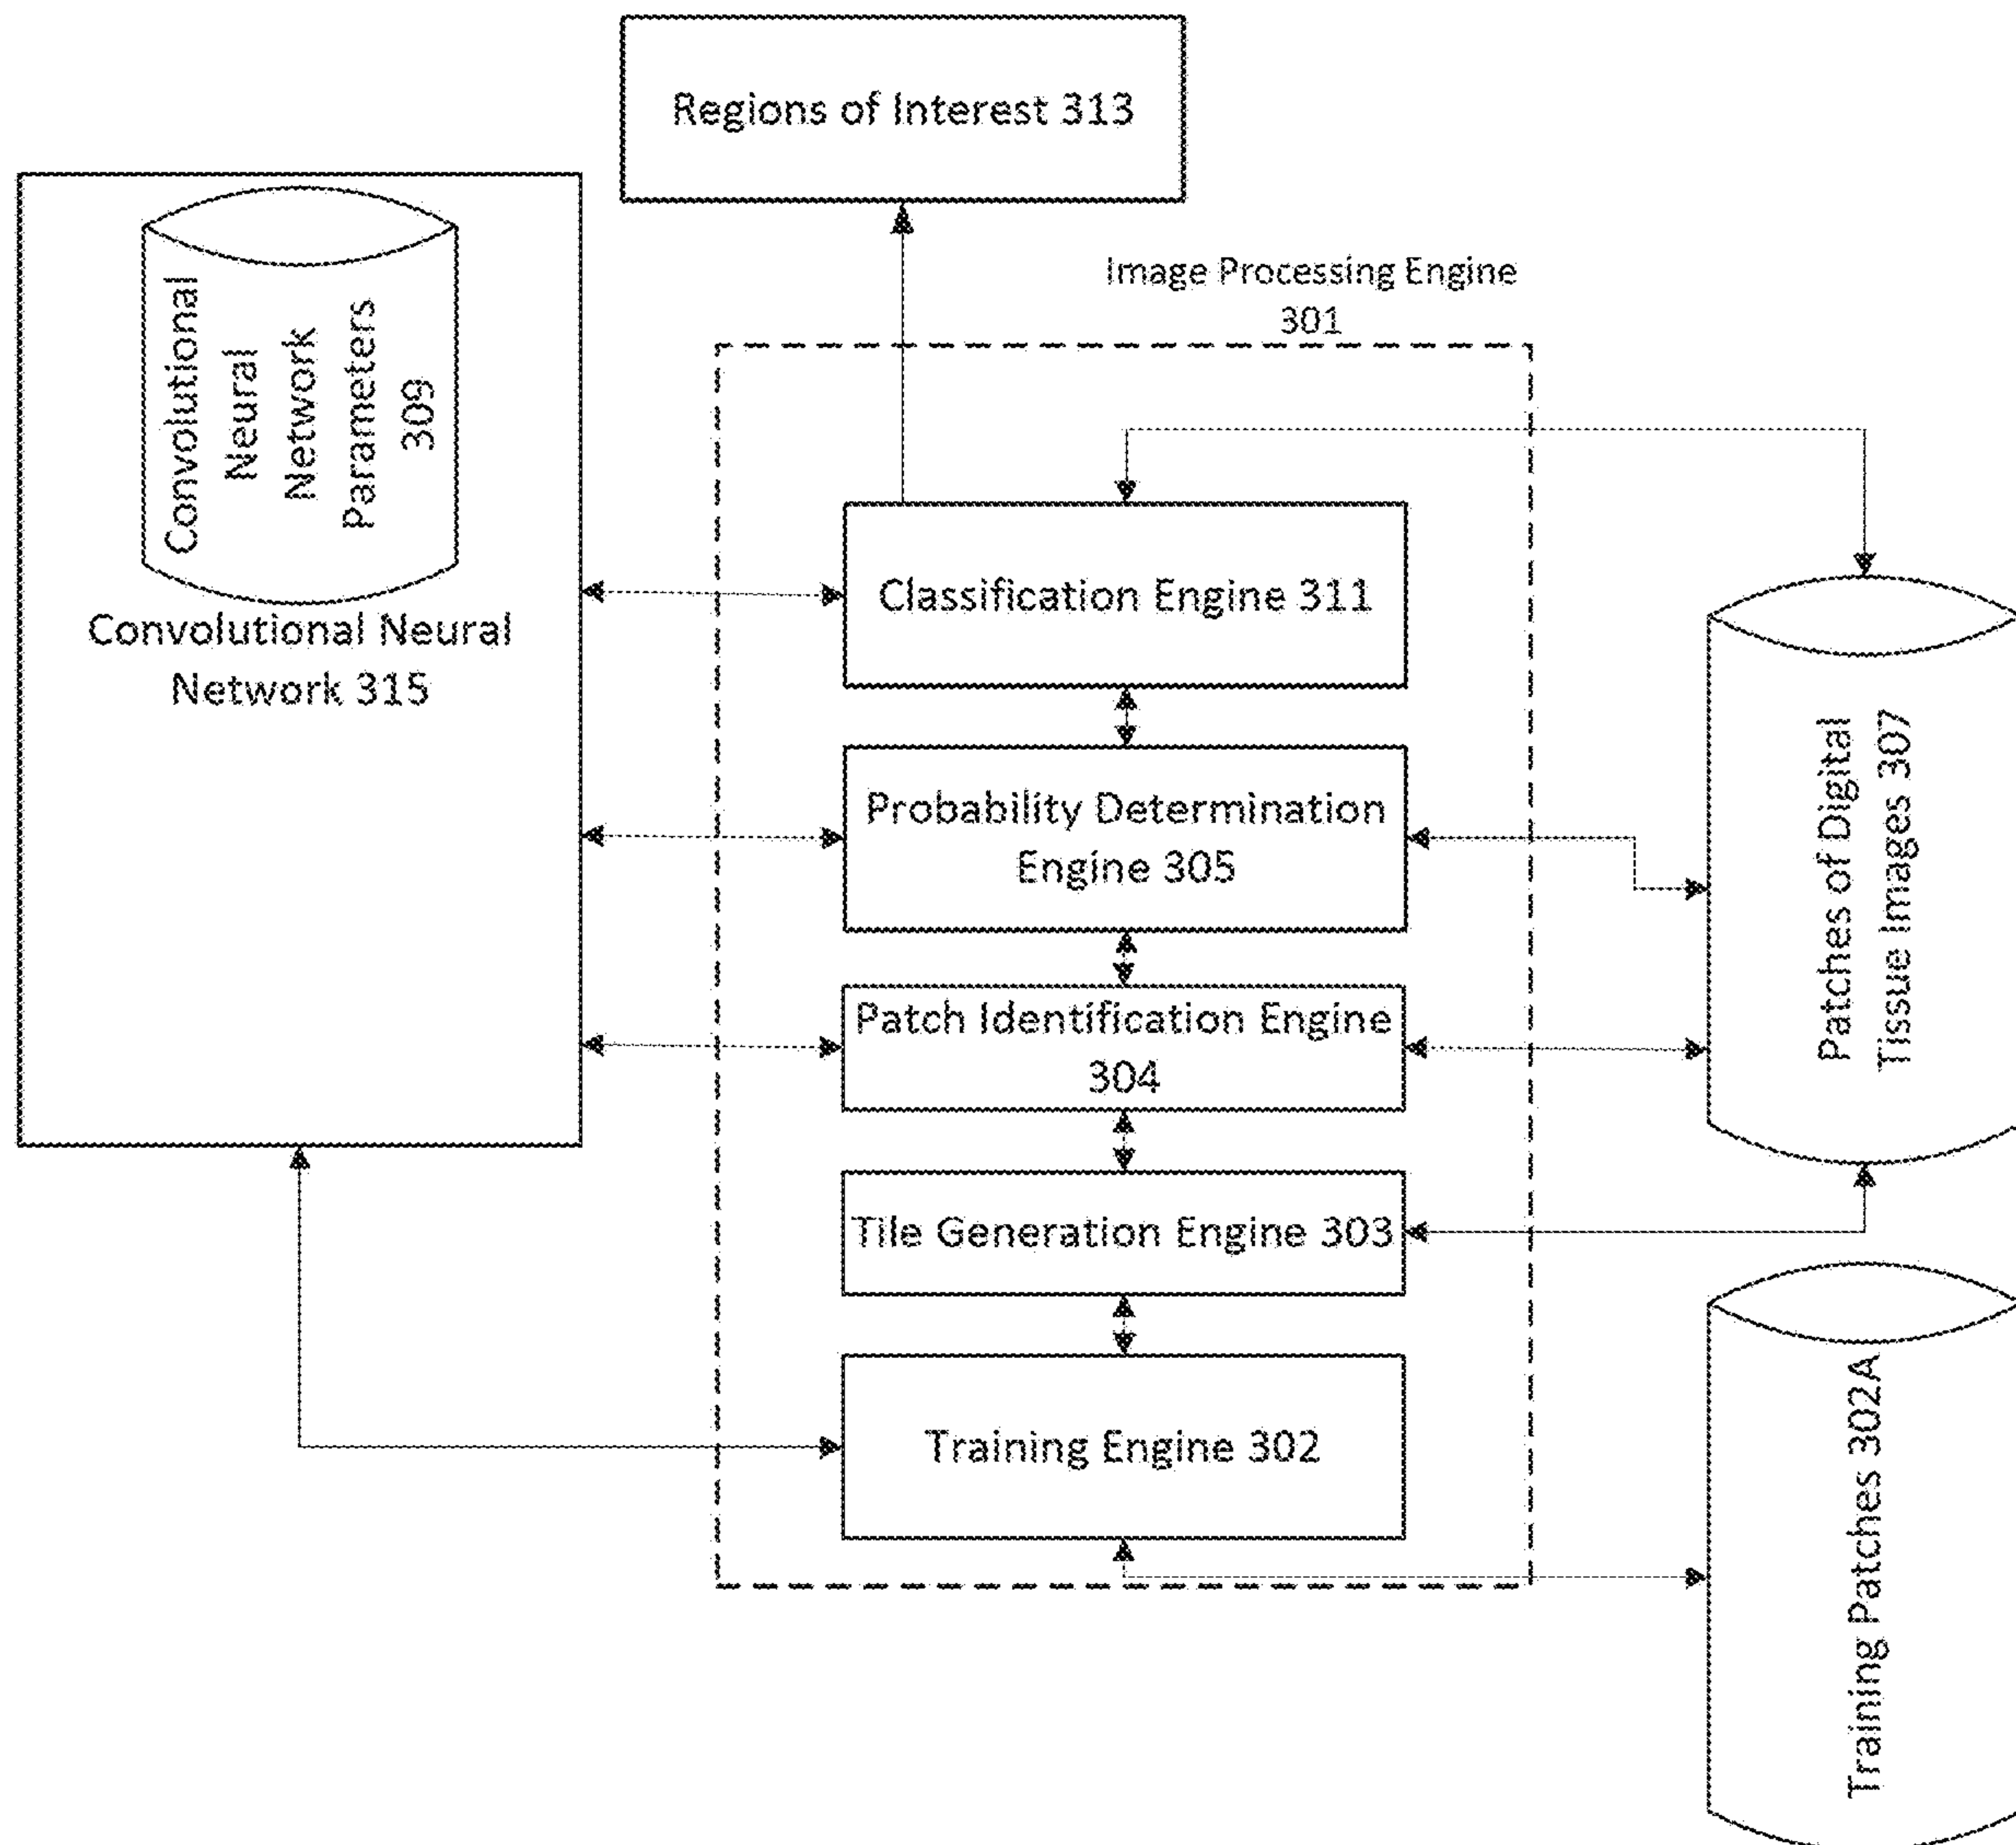 Regions of Interest 313
Image Processing Engine
301
Convolutional
Neural
Network
Parameters
309
Convolutional Neural
Network 315
Classification Engine 311
Probability Determination
Engine 305
Patch Identification Engine
304
Tile Generation Engine 303
Training Engine 302
Patches of Digital
Tissue Images 307
Training Patches 302A